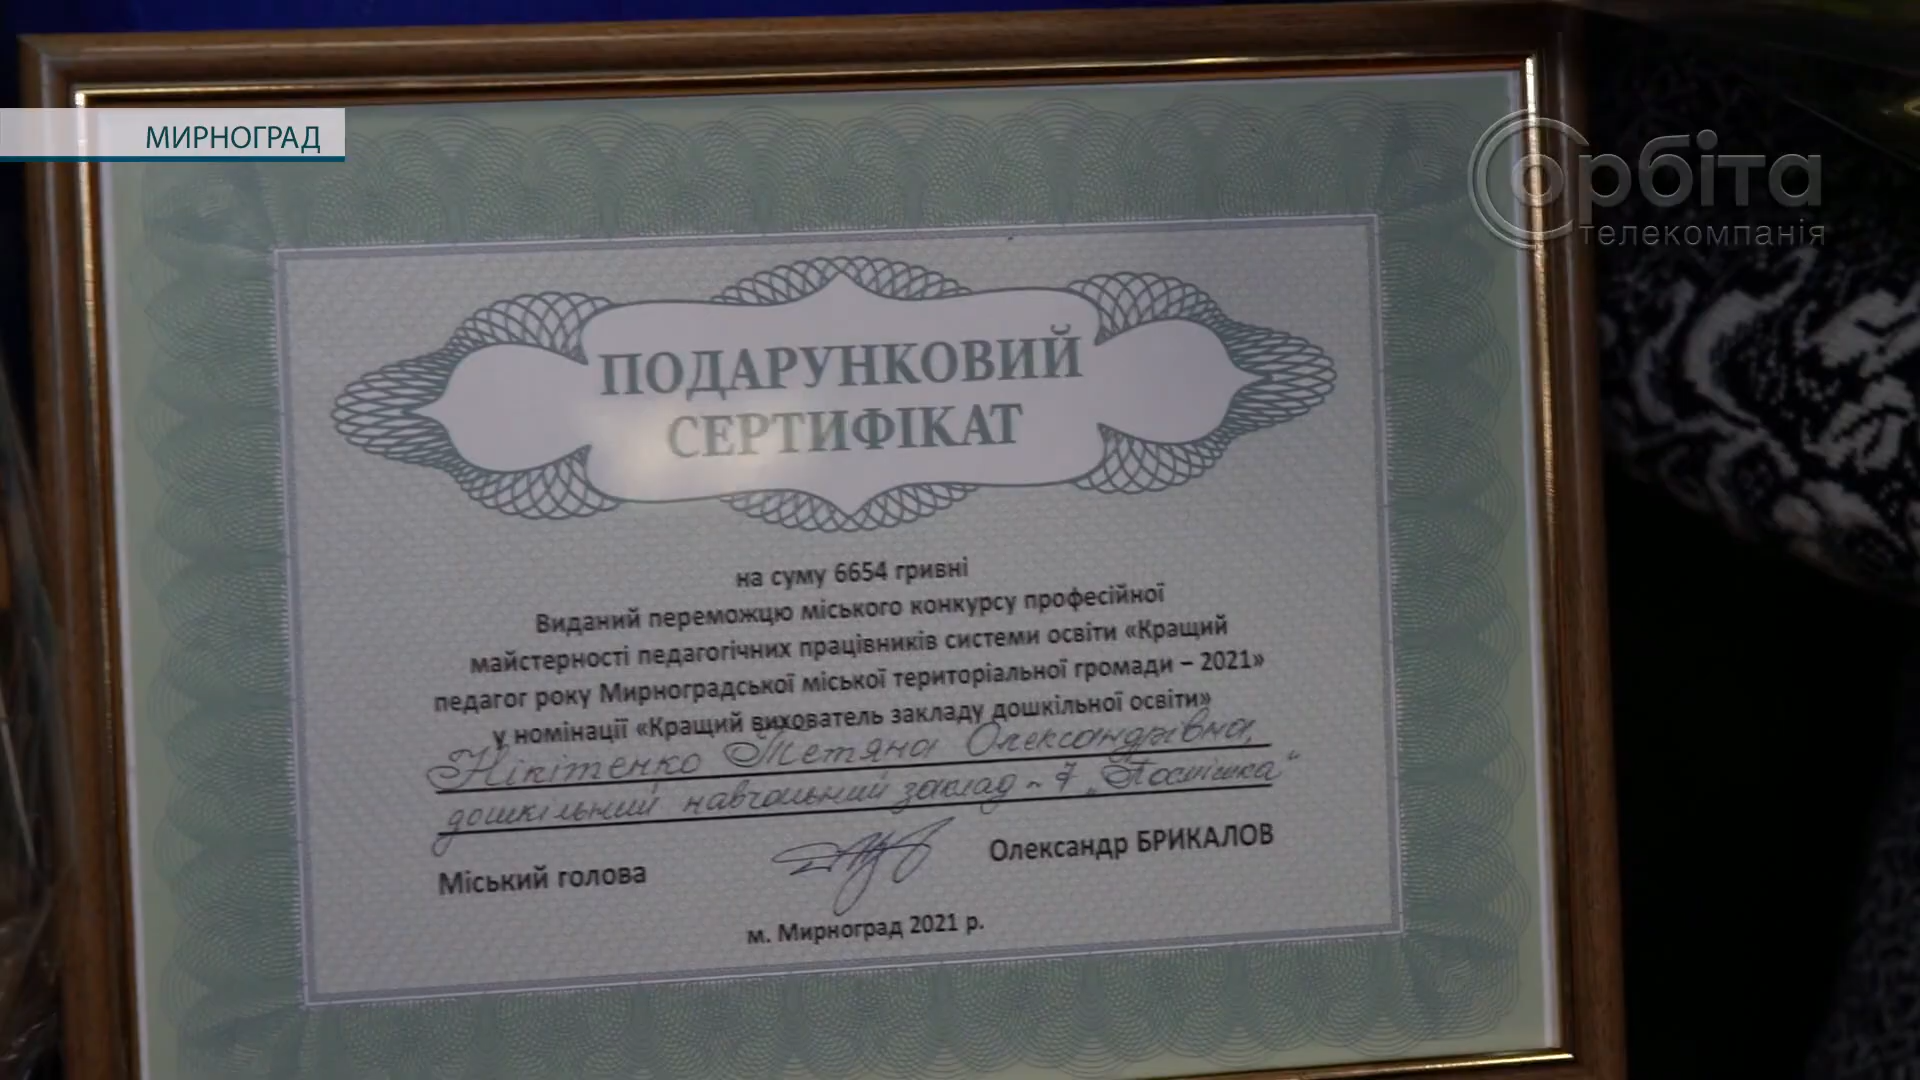 МИРНОГРАД
орбіта
телекомпанія
ПОДАРУНКОВИЙ
СЕРТИФІКАТ
на суму 6654 гривні
Виданий переможцю міського конкурсу професійної
майстерності педагогічних працівників системи освіти «Кращий
педагог року Мирноградської міської територіальної громади – 2021»
у номінації «Кращий вихователь закладу дошкільної освіти»
Нікітенко Тетяна Олександрівна,
дошкільний навчальний заклад № 7 „Посмішка“
Міський голова
Олександр БРИКАЛОВ
м. Мирноград 2021 р.